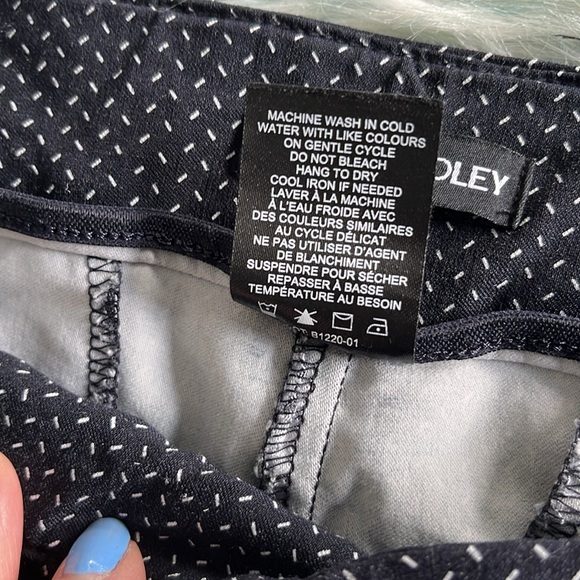 MACHINE WASH IN COLD
WATER WITH LIKE COLOURS
ON GENTLE CYCLE
DO NOT BLEACH
HANG TO DRY
COOL IRON IF NEEDED
LAVER À LA MACHINE
À L'EAU FROIDE AVEC
DES COULEURS SIMILAIRES
AU CYCLE DÉLICAT
NE PAS UTILISER D'AGENT
DE BLANCHIMENT
SUSPENDRE POUR SÉCHER
REPASSER À BASSE
TEMPÉRATURE AU BESOIN
B1220-01
DLEY